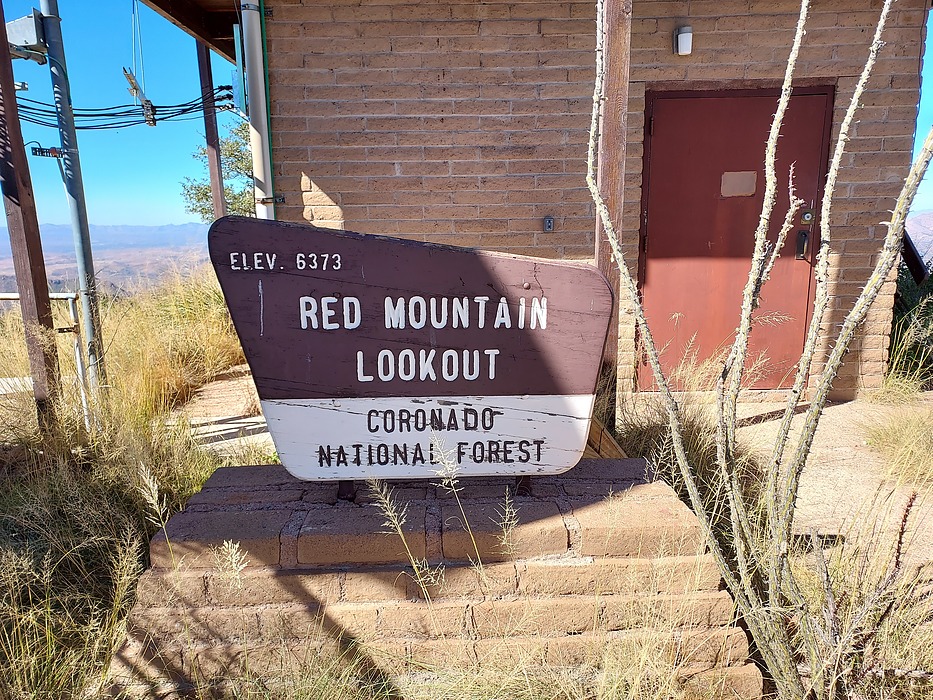 ELEV. 6373
RED MOUNTAIN
LOOKOUT
CORONADO
NATIONAL FOREST